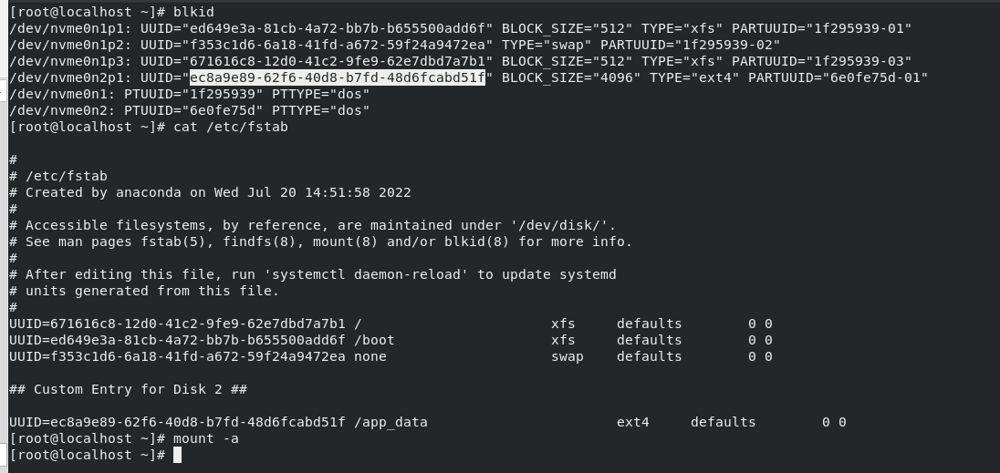 [root@localhost ~]# blkid
/dev/nvme0n1p1: UUID="ed649e3a-81cb-4a72-bb7b-b655500add6f" BLOCK_SIZE="512" TYPE="xfs" PARTUUID="1f295939-01"
/dev/nvme0n1p2: UUID="f353c1d6-6a18-41fd-a672-59f24a9472ea" TYPE="swap" PARTUUID="1f295939-02"
/dev/nvme0n1p3: UUID="671616c8-12d0-41c2-9fe9-62e7dbd7a7b1" BLOCK_SIZE="512" TYPE="xfs" PARTUUID="1f295939-03"
/dev/nvme0n2p1: UUID="ec8a9e89-62f6-40d8-b7fd-48d6fcabd51f" BLOCK_SIZE="4096" TYPE="ext4" PARTUUID="6e0fe75d-01"
/dev/nvme0n1: PTUUID="1f295939" PTTYPE="dos"
/dev/nvme0n2: PTUUID="6e0fe75d" PTTYPE="dos"
[root@localhost ~]# cat /etc/fstab
#
# /etc/fstab
# Created by anaconda on Wed Jul 20 14:51:58 2022
#
# Accessible filesystems, by reference, are maintained under '/dev/disk/'.
# See man pages fstab(5), findfs(8), mount(8) and/or blkid(8) for more info.
#
# After editing this file, run 'systemctl daemon-reload' to update systemd
# units generated from this file.
#
UUID=671616c8-12d0-41c2-9fe9-62e7dbd7a7b1 /                       xfs     defaults        0 0
UUID=ed649e3a-81cb-4a72-bb7b-b655500add6f /boot                   xfs     defaults        0 0
UUID=f353c1d6-6a18-41fd-a672-59f24a9472ea none                    swap    defaults        0 0
## Custom Entry for Disk 2 ##
UUID=ec8a9e89-62f6-40d8-b7fd-48d6fcabd51f /app_data                       ext4     defaults        0 0
[root@localhost ~]# mount -a
[root@localhost ~]#